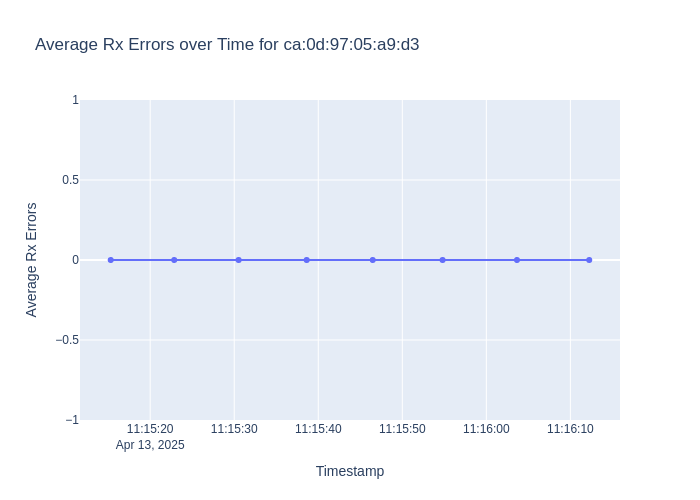 Average Rx Errors over Time for ca:0d:97:05:a9:d3
1
0.5
0
−0.5
−1
Average Rx Errors
11:15:20 11:15:30 11:15:40 11:15:50 11:16:00 11:16:10
Apr 13, 2025
Timestamp